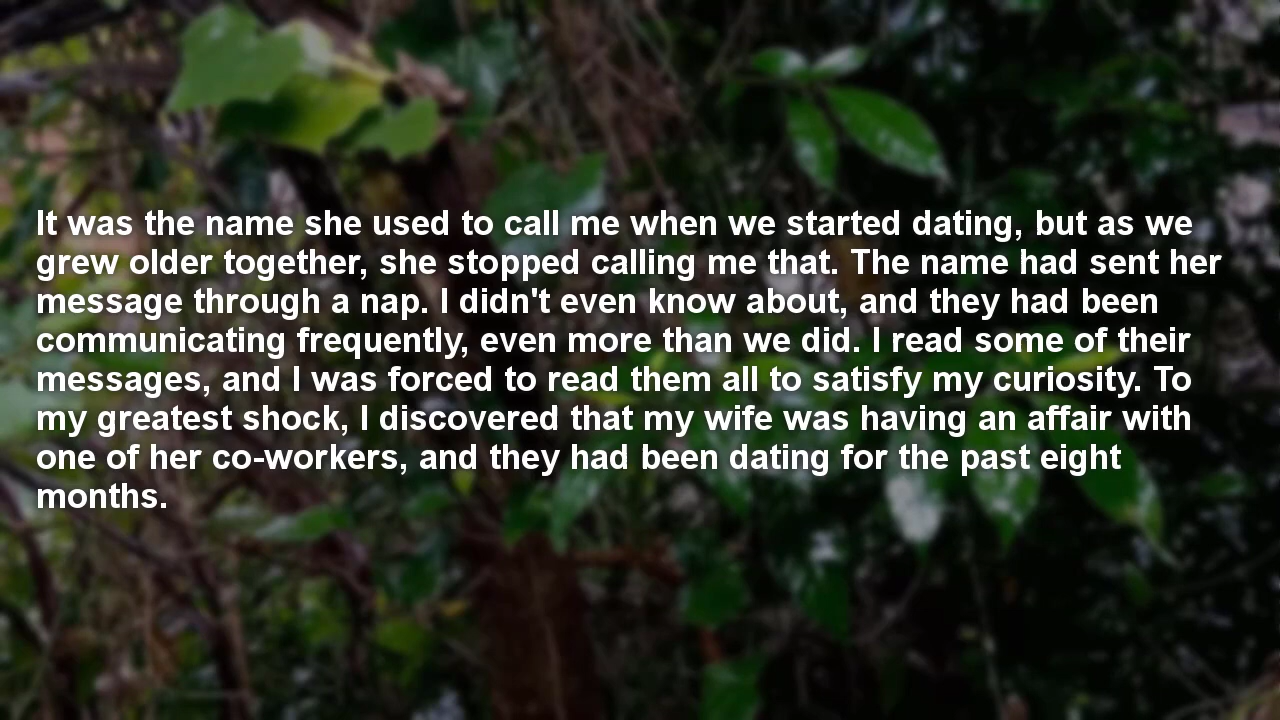 It was the name she used to call me when we started dating, but as we
grew older together, she stopped calling me that. The name had sent her
message through a nap. I didn't even know about, and they had been
communicating frequently, even more than we did. I read some of their
messages, and I was forced to read them all to satisfy my curiosity. To
my greatest shock, I discovered that my wife was having an affair with
one of her co-workers, and they had been dating for the past eight
months.